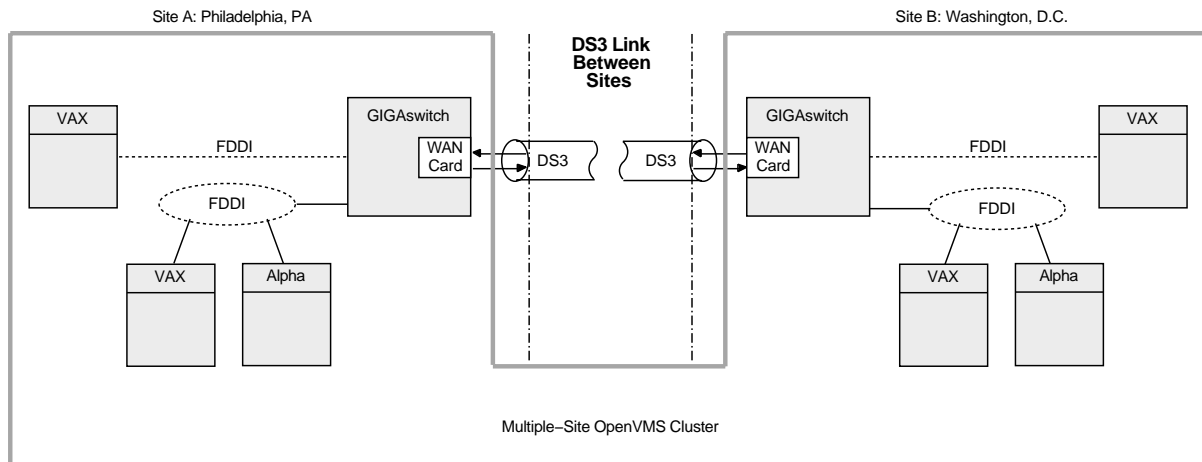 Site A: Philadelphia, PA
Site B: Washington, D.C.
DS3 Link
Between
Sites
VAX
GIGAswitch
FDDI
WAN
Card
DS3
DS3
GIGAswitch
WAN
Card
FDDI
VAX
FDDI
VAX
Alpha
FDDI
VAX
Alpha
Multiple−Site OpenVMS Cluster